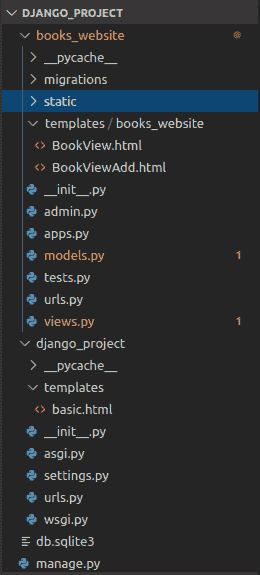 DJANGO_PROJECT
books_website
__pycache__
migrations
static
templates / books_website
BookView.html
BookViewAdd.html
__init__.py
admin.py
apps.py
models.py 1
tests.py
urls.py
views.py 1
django_project
__pycache__
templates
basic.html
__init__.py
asgi.py
settings.py
urls.py
wsgi.py
db.sqlite3
manage.py